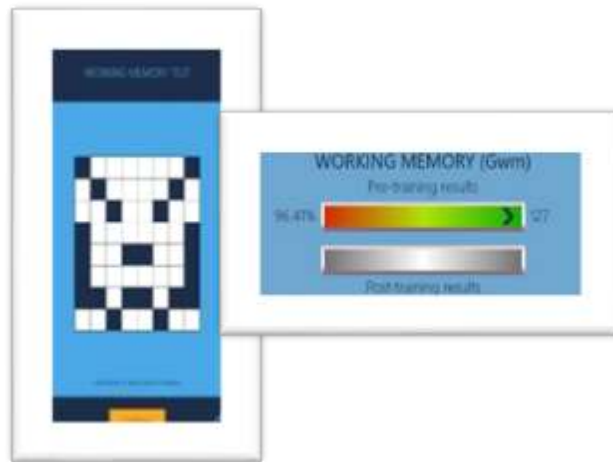 WORKING MEMORY TEST
WORKING MEMORY (Gwm)
Pre-training results
96.41% 127
Post-training results